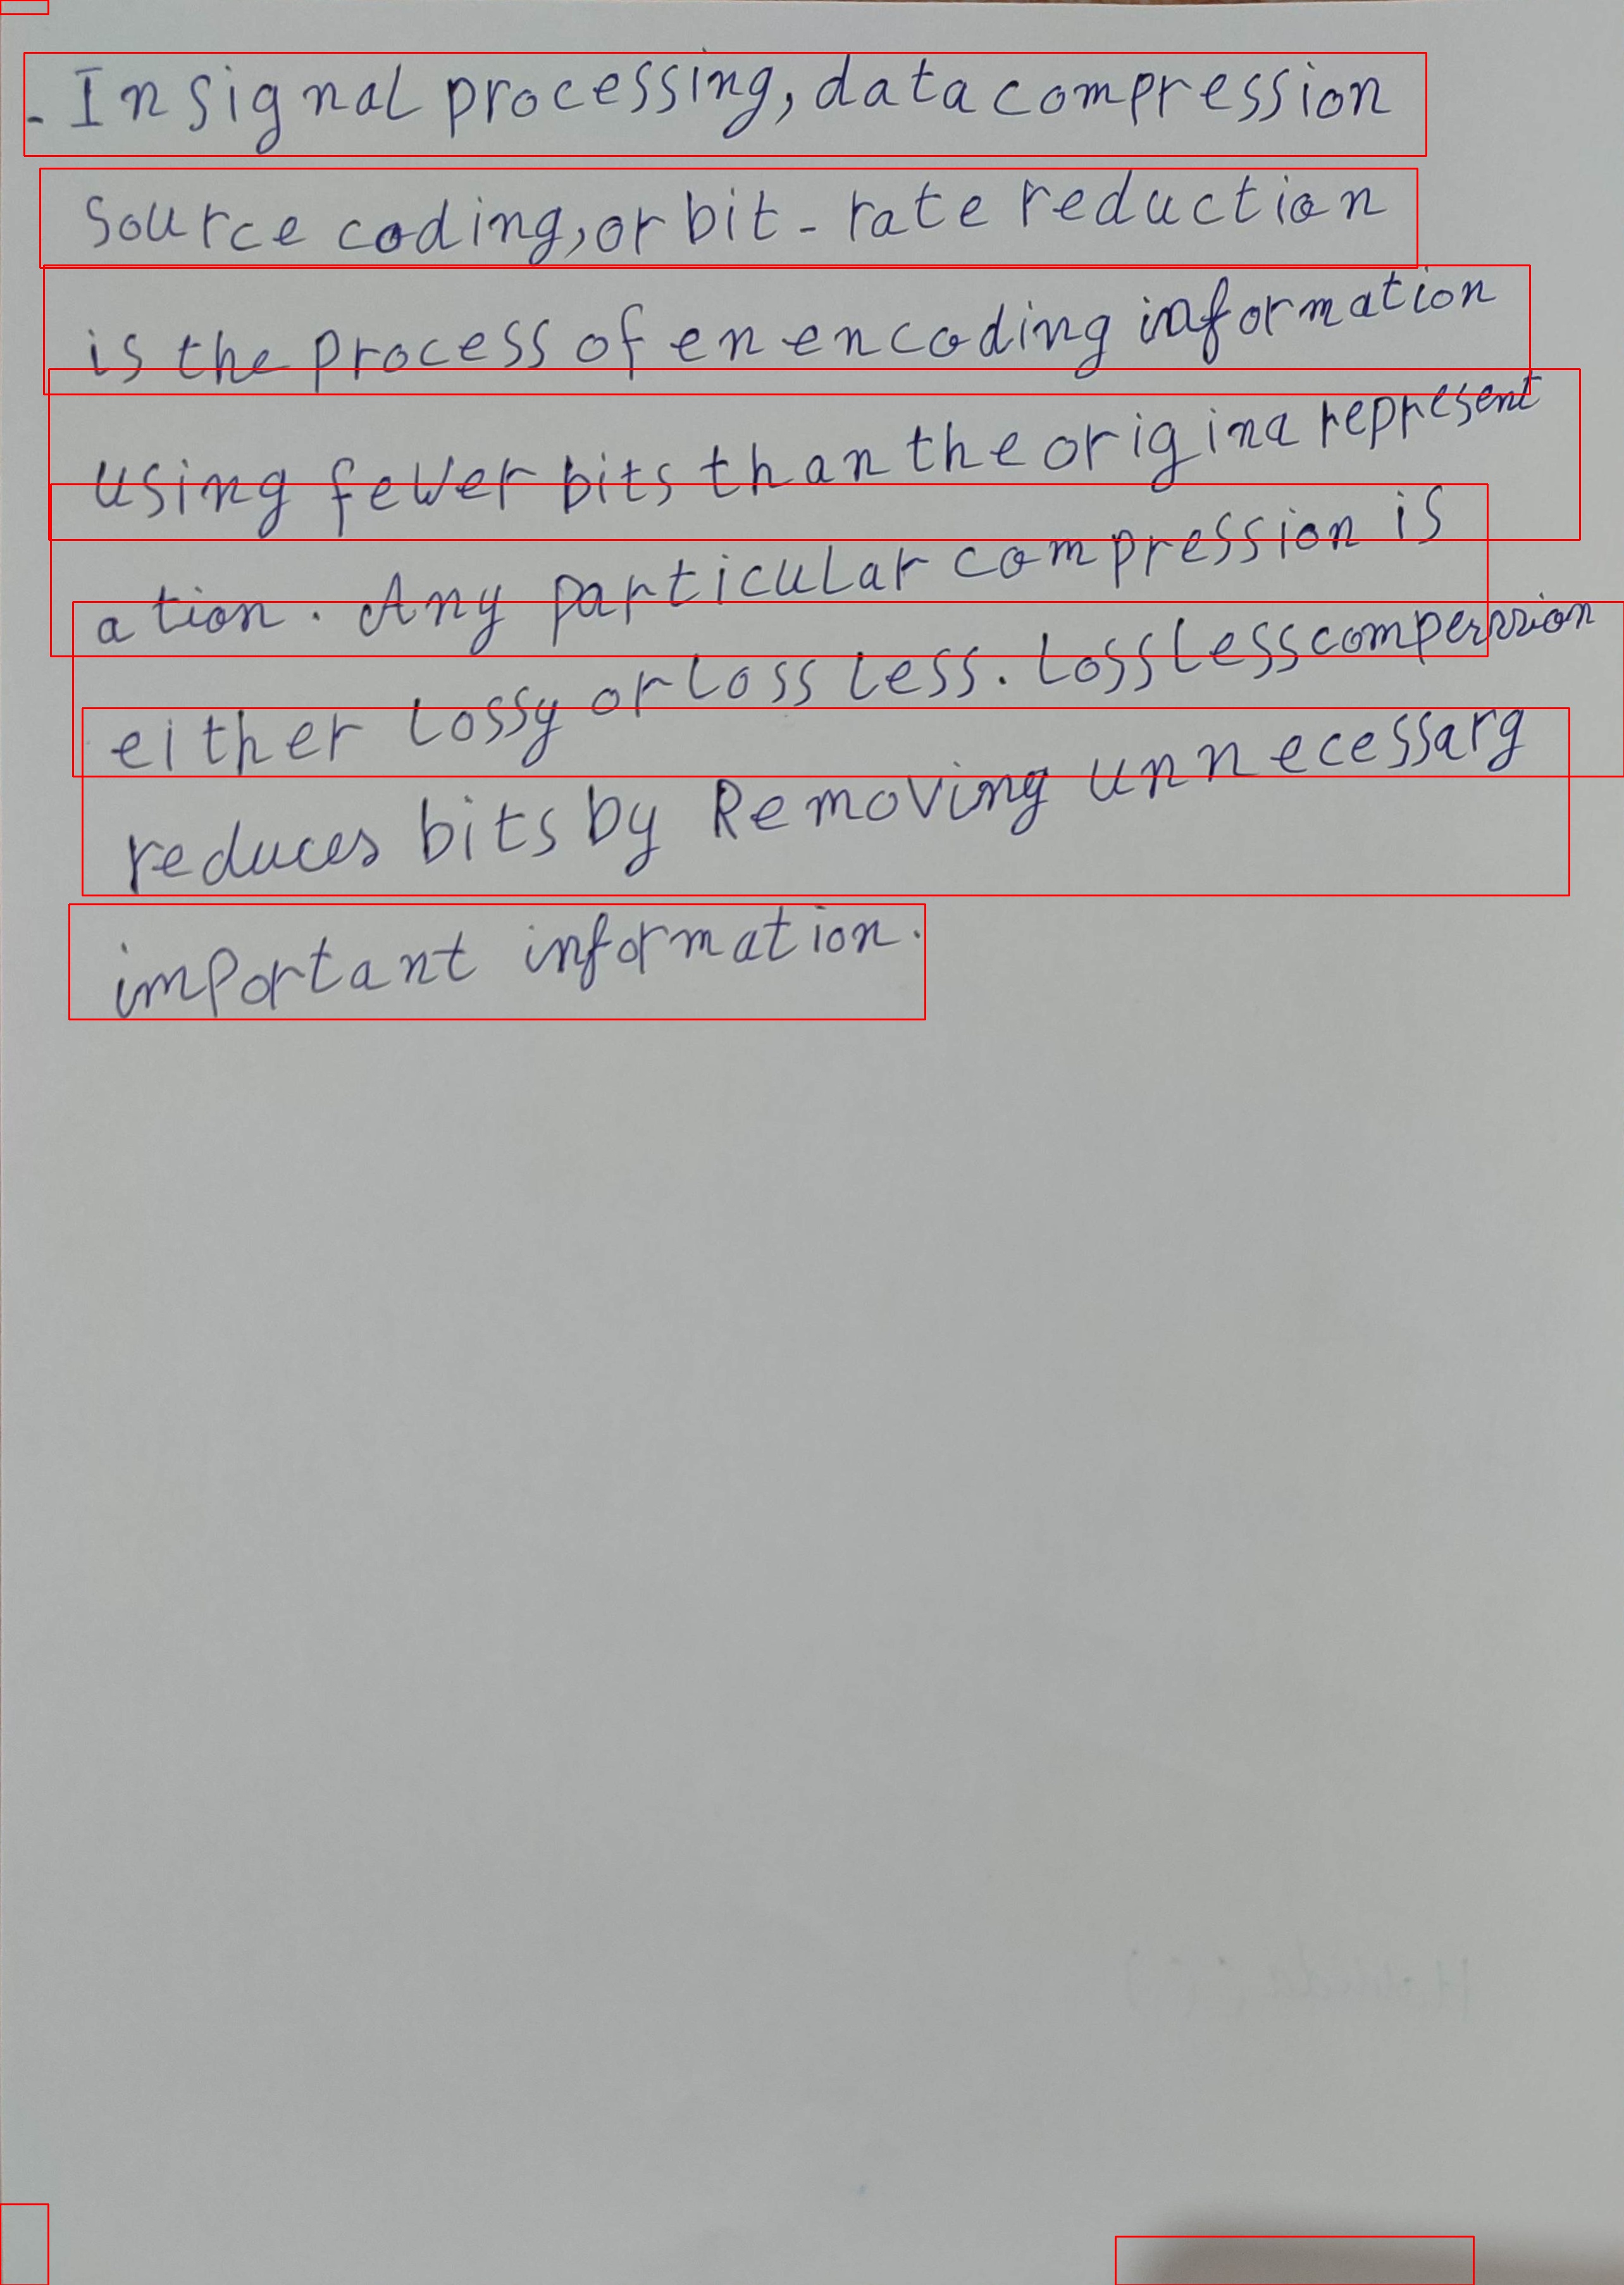 - In signal processing, data compression
Source coding, or bit - rate reduction
is the process of en encoding information
using fewer bits than the origina represent
ation. Any particular compression is
either lossy or loss less. Lossless comperssion
reduces bits by Removing unnecessarg
important information.